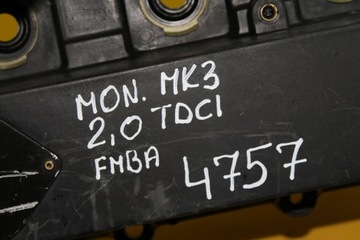 MON. MK3
2,0 TDCI
FMBA
4757